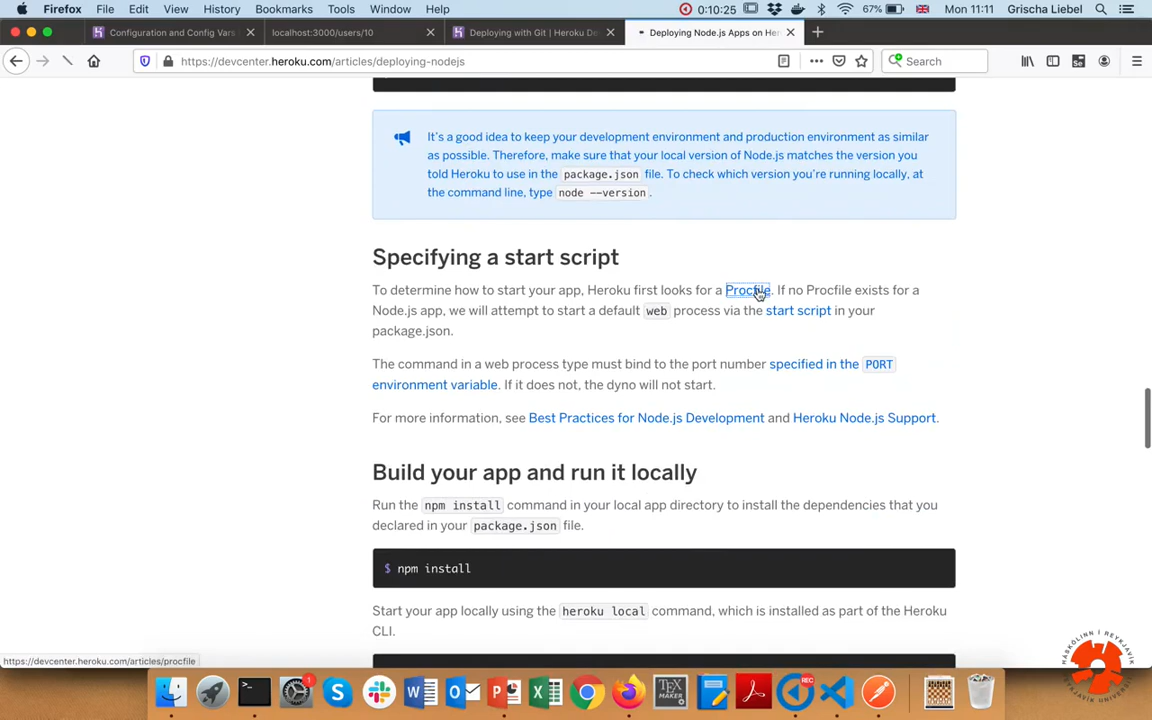 Firefox File Edit View History Bookmarks Tools Window Help 0:10:25 67% Mon 11:11 Grischa Liebel
Configuration and Config Vars localhost:3000/users/10 Deploying with Git | Heroku De Deploying Node.js Apps on Her
https://devcenter.heroku.com/articles/deploying-nodejs Search
It's a good idea to keep your development environment and production environment as similar
as possible. Therefore, make sure that your local version of Node.js matches the version you
told Heroku to use in the package.json file. To check which version you're running locally, at
the command line, type node --version.
Specifying a start script
To determine how to start your app, Heroku first looks for a Procfile. If no Procfile exists for a
Node.js app, we will attempt to start a default web process via the start script in your
package.json.
The command in a web process type must bind to the port number specified in the PORT
environment variable. If it does not, the dyno will not start.
For more information, see Best Practices for Node.js Development and Heroku Node.js Support.
Build your app and run it locally
Run the npm install command in your local app directory to install the dependencies that you
declared in your package.json file.
$ npm install
Start your app locally using the heroku local command, which is installed as part of the Heroku
CLI.
https://devcenter.heroku.com/articles/procfile
HÁSKÓLINN Í REYKJAVÍK
REYKJAVIK UNIVERSITY
TEX
MAKER
REC
1